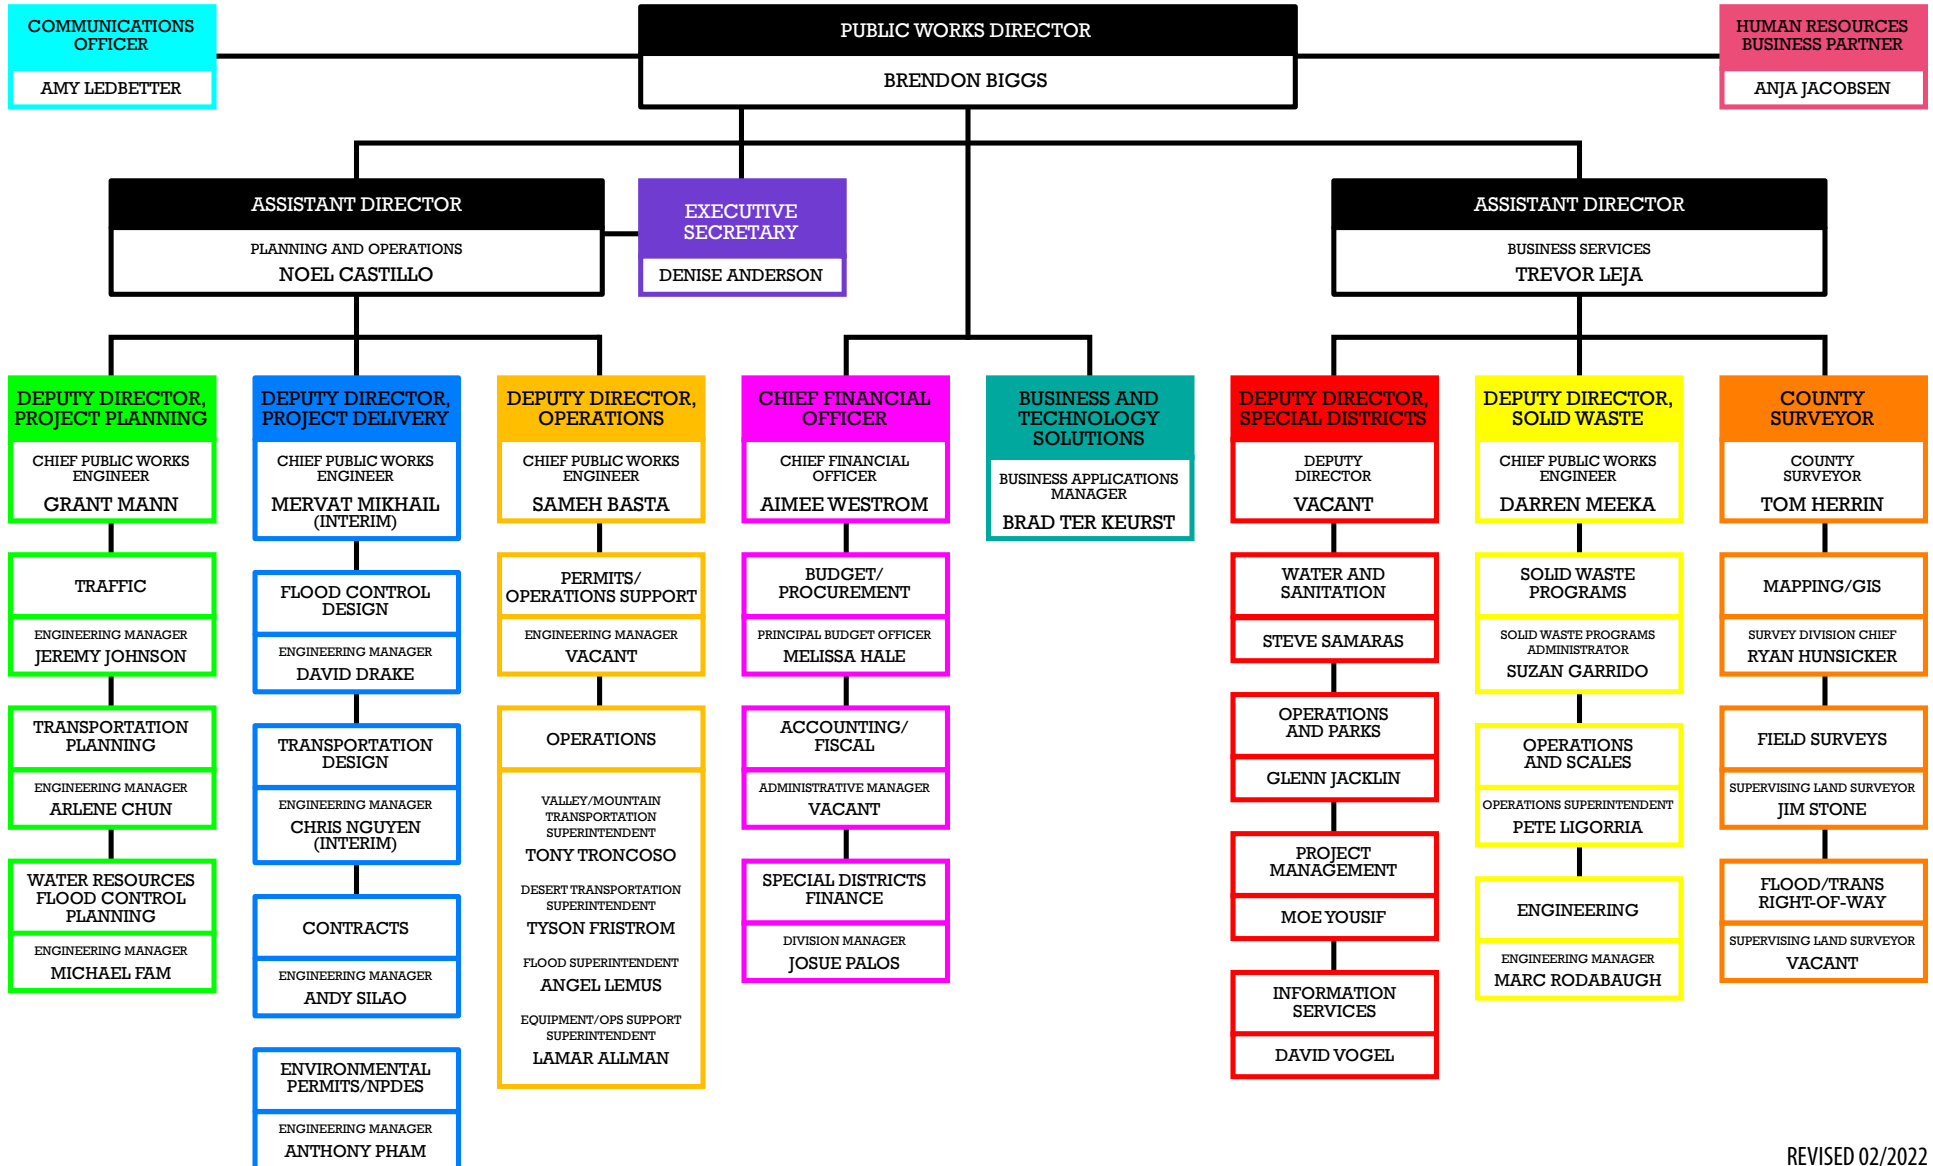 COMMUNICATIONS
OFFICER
AMY LEDBETTER
PUBLIC WORKS DIRECTOR
BRENDON BIGGS
HUMAN RESOURCES
BUSINESS PARTNER
ANJA JACOBSEN
ASSISTANT DIRECTOR
PLANNING AND OPERATIONS
NOEL CASTILLO
EXECUTIVE
SECRETARY
DENISE ANDERSON
ASSISTANT DIRECTOR
BUSINESS SERVICES
TREVOR LEJA
DEPUTY DIRECTOR,
PROJECT PLANNING
CHIEF PUBLIC WORKS
ENGINEER
GRANT MANN
TRAFFIC
ENGINEERING MANAGER
JEREMY JOHNSON
TRANSPORTATION
PLANNING
ENGINEERING MANAGER
ARLENE CHUN
WATER RESOURCES
FLOOD CONTROL
PLANNING
ENGINEERING MANAGER
MICHAEL FAM
DEPUTY DIRECTOR,
PROJECT DELIVERY
CHIEF PUBLIC WORKS
ENGINEER
MERVAT MIKHAIL
(INTERIM)
FLOOD CONTROL
DESIGN
ENGINEERING MANAGER
DAVID DRAKE
TRANSPORTATION
DESIGN
ENGINEERING MANAGER
CHRIS NGUYEN
(INTERIM)
CONTRACTS
ENGINEERING MANAGER
ANDY SILAO
ENVIRONMENTAL
PERMITS/NPDES
ENGINEERING MANAGER
ANTHONY PHAM
DEPUTY DIRECTOR,
OPERATIONS
CHIEF PUBLIC WORKS
ENGINEER
SAMEH BASTA
PERMITS/
OPERATIONS SUPPORT
ENGINEERING MANAGER
VACANT
OPERATIONS
VALLEY/MOUNTAIN
TRANSPORTATION
SUPERINTENDENT
TONY TRONCOSO
DESERT TRANSPORTATION
SUPERINTENDENT
TYSON FRISTROM
FLOOD SUPERINTENDENT
ANGEL LEMUS
EQUIPMENT/OPS SUPPORT
SUPERINTENDENT
LAMAR ALLMAN
CHIEF FINANCIAL
OFFICER
CHIEF FINANCIAL
OFFICER
AIMEE WESTROM
BUDGET/
PROCUREMENT
PRINCIPAL BUDGET OFFICER
MELISSA HALE
ACCOUNTING/
FISCAL
ADMINISTRATIVE MANAGER
VACANT
SPECIAL DISTRICTS
FINANCE
DIVISION MANAGER
JOSUE PALOS
BUSINESS AND
TECHNOLOGY
SOLUTIONS
BUSINESS APPLICATIONS
MANAGER
BRAD TER KEURST
DEPUTY DIRECTOR,
SPECIAL DISTRICTS
DEPUTY
DIRECTOR
VACANT
WATER AND
SANITATION
STEVE SAMARAS
OPERATIONS
AND PARKS
GLENN JACKLIN
PROJECT
MANAGEMENT
MOE YOUSIF
INFORMATION
SERVICES
DAVID VOGEL
DEPUTY DIRECTOR,
SOLID WASTE
CHIEF PUBLIC WORKS
ENGINEER
DARREN MEEKA
SOLID WASTE
PROGRAMS
SOLID WASTE PROGRAMS
ADMINISTRATOR
SUZAN GARRIDO
OPERATIONS
AND SCALES
OPERATIONS SUPERINTENDENT
PETE LIGORRIA
ENGINEERING
ENGINEERING MANAGER
MARC RODABAUGH
COUNTY
SURVEYOR
COUNTY
SURVEYOR
TOM HERRIN
MAPPING/GIS
SURVEY DIVISION CHIEF
RYAN HUNSICKER
FIELD SURVEYS
SUPERVISING LAND SURVEYOR
JIM STONE
FLOOD/TRANS
RIGHT-OF-WAY
SUPERVISING LAND SURVEYOR
VACANT
REVISED 02/2022